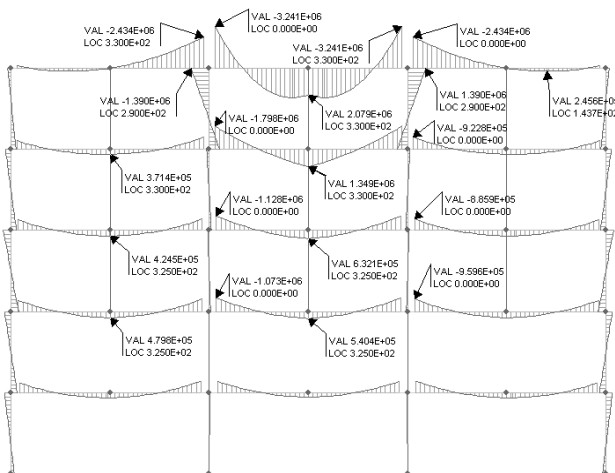 VAL -3.241E+06
LOC 0.000E+00
VAL -2.434E+06
LOC 3.300E+02
VAL -3.241E+06
LOC 3.300E+02
VAL -2.434E+06
LOC 0.000E+00
VAL -1.390E+06
LOC 2.900E+02
VAL -1.798E+06
LOC 0.000E+00
VAL 2.079E+06
LOC 3.300E+02
VAL 1.390E+06
LOC 2.900E+02
VAL 2.456E+05
LOC 1.437E+02
VAL -9.228E+05
LOC 0.000E+00
VAL 3.714E+05
LOC 3.300E+02
VAL 1.349E+06
LOC 3.300E+02
VAL -1.128E+06
LOC 0.000E+00
VAL -8.859E+05
LOC 0.000E+00
VAL 4.245E+05
LOC 3.250E+02
VAL 6.321E+05
LOC 3.250E+02
VAL -1.073E+06
LOC 0.000E+00
VAL -9.596E+05
LOC 0.000E+00
VAL 4.798E+05
LOC 3.250E+02
VAL 5.404E+05
LOC 3.250E+02